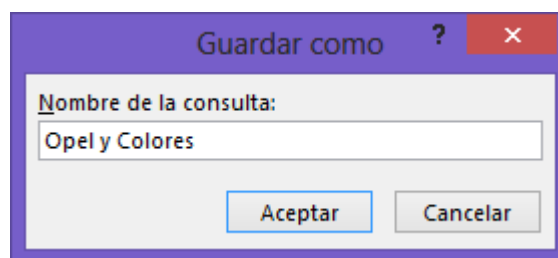 Guardar como ? ×
Nombre de la consulta:
Opel y Colores
Aceptar Cancelar